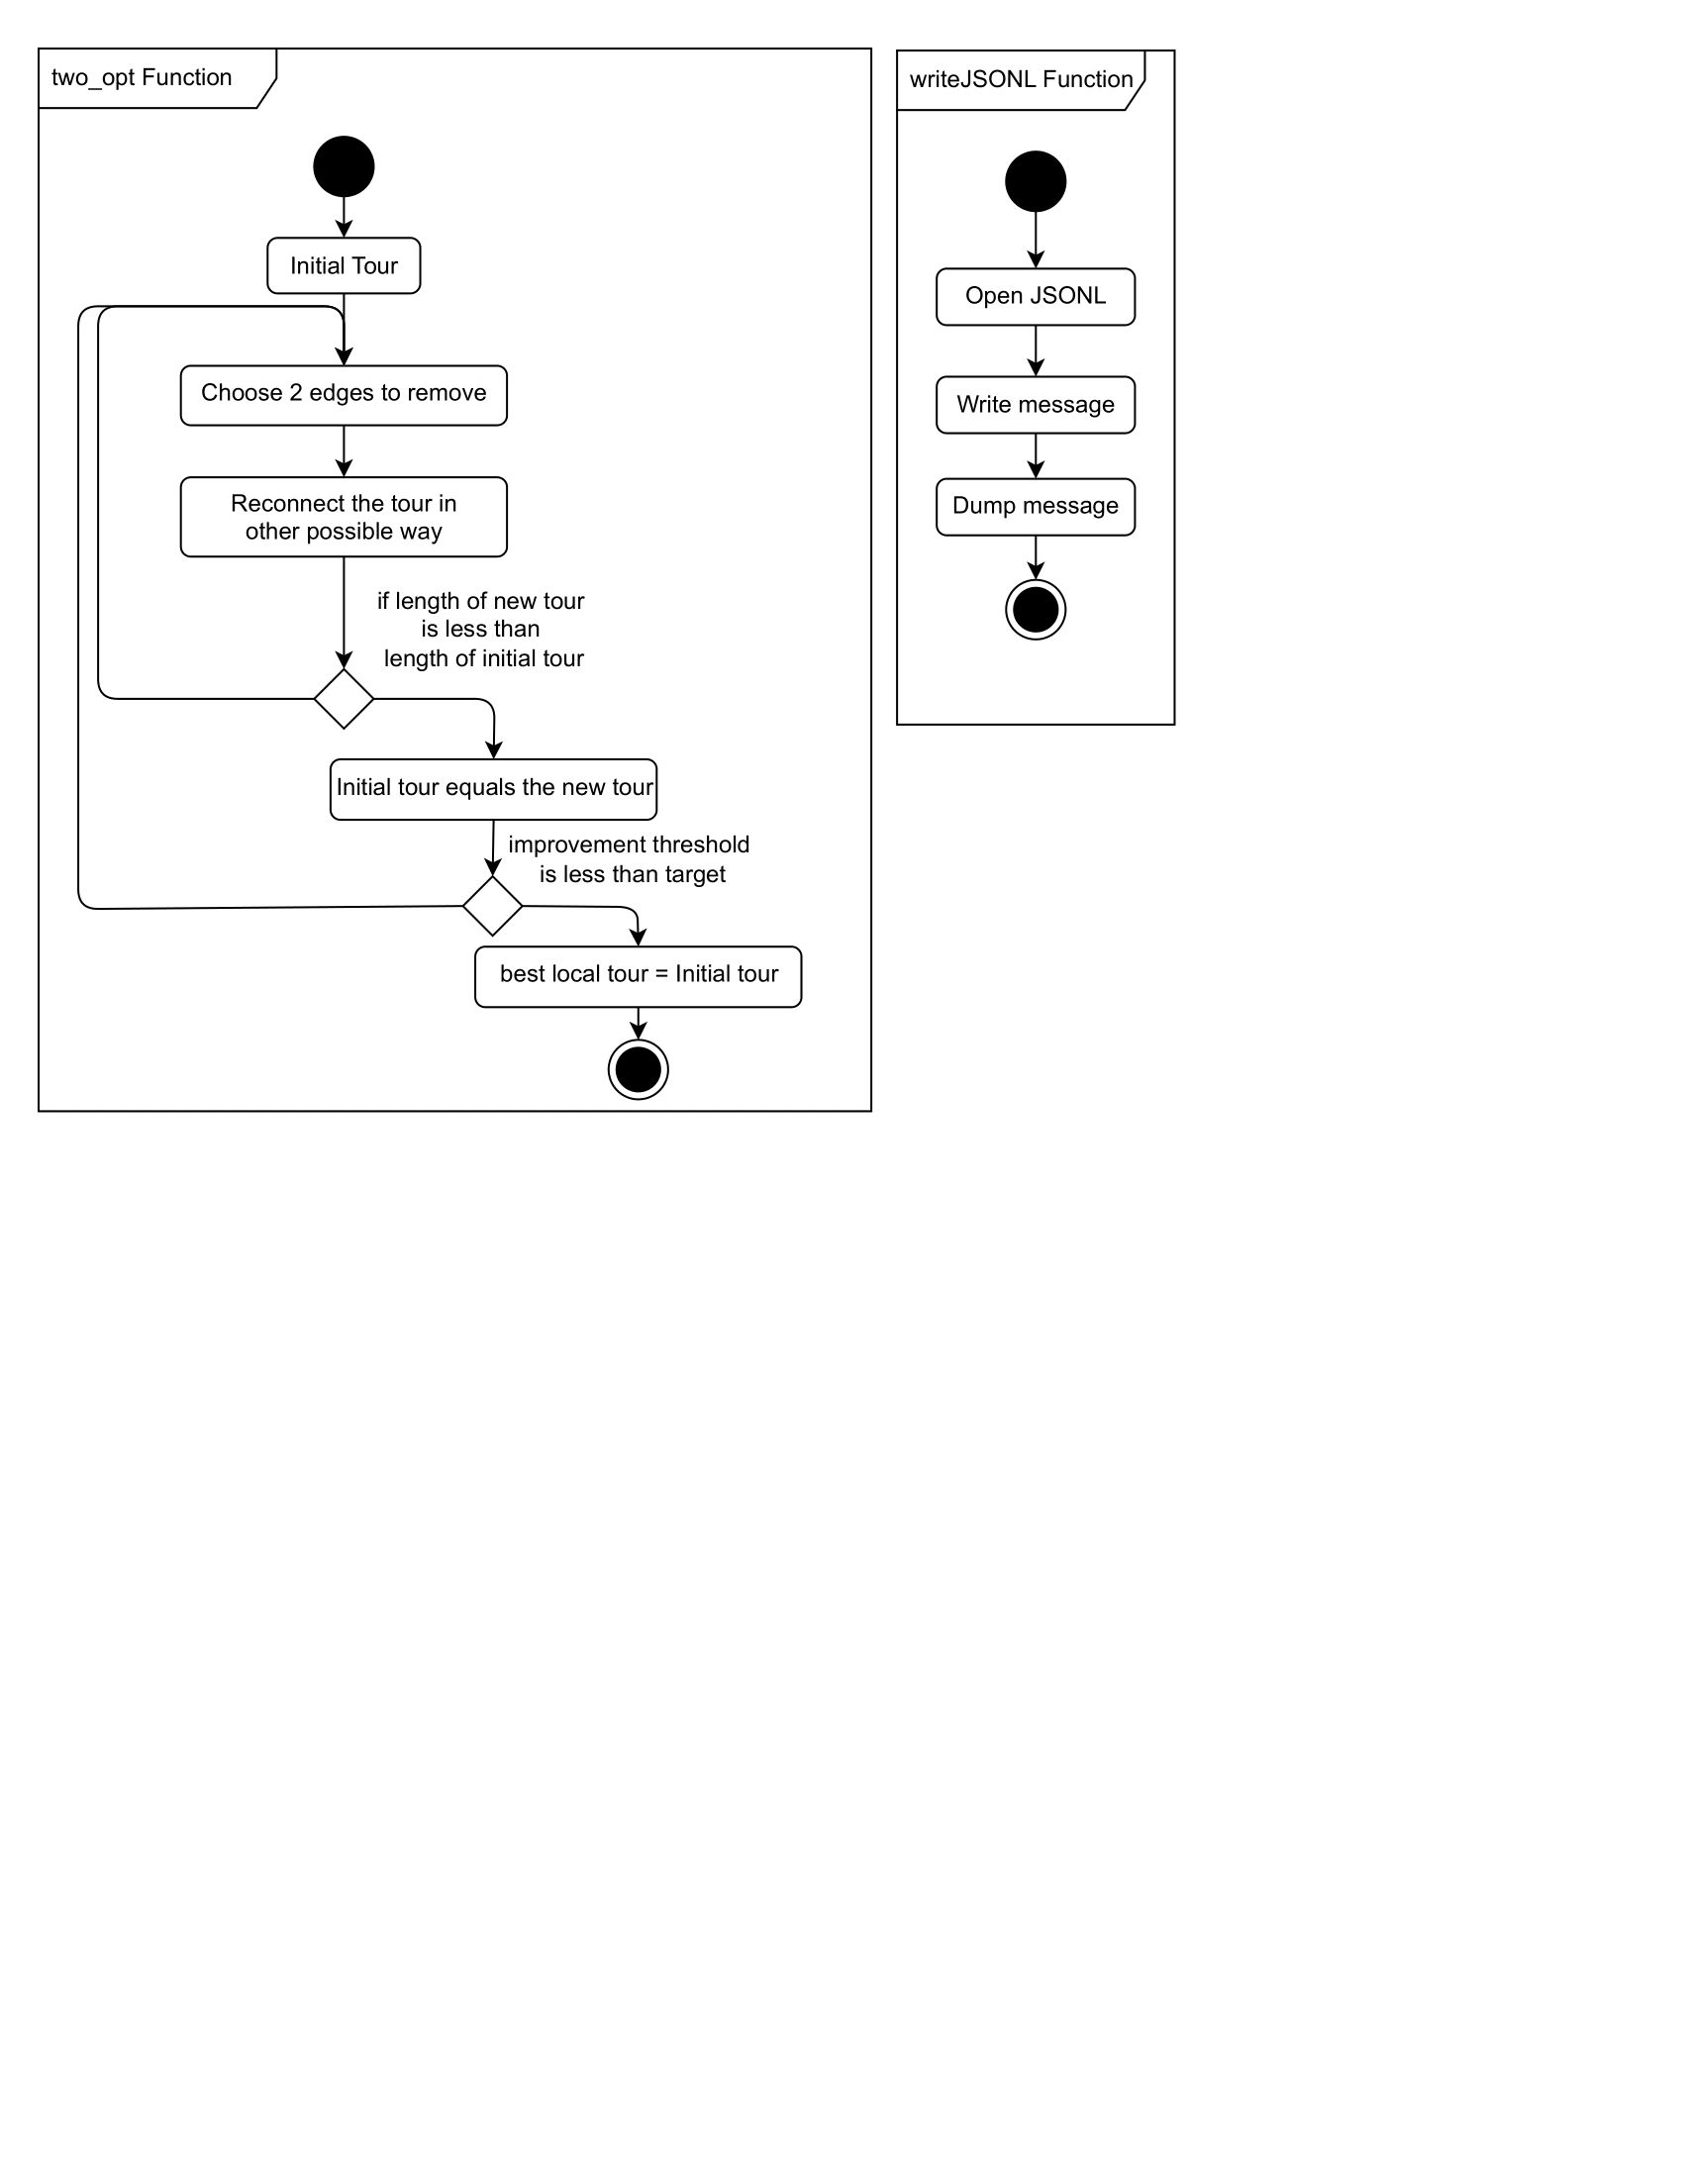 two_opt Function
Initial Tour
Choose 2 edges to remove
Reconnect the tour in
other possible way
if length of new tour
is less than
length of initial tour
Initial tour equals the new tour
improvement threshold
is less than target
best local tour = Initial tour
writeJSONL Function
Open JSONL
Write message
Dump message